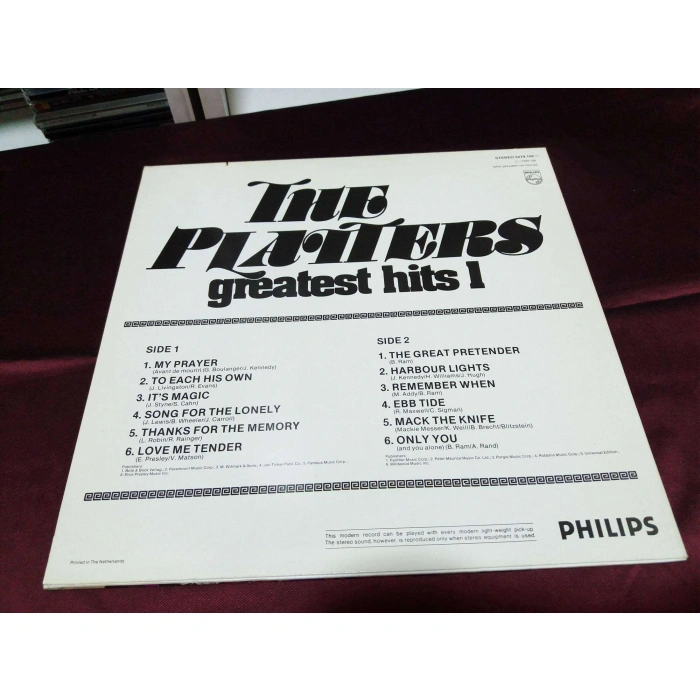 THE
PLATTERS
greatest hits 1
SIDE 1
1. MY PRAYER
(Avant de mourir) (G. Boulanger/J. Kennedy)
2. TO EACH HIS OWN
(J. Livingston/R. Evans)
3. IT'S MAGIC
(J. Styne/S. Cahn)
4. SONG FOR THE LONELY
(J. Lewis/B. Wheeler/J. Carroll)
5. THANKS FOR THE MEMORY
(L. Robin/R. Rainger)
6. LOVE ME TENDER
(E. Presley/V. Matson)
SIDE 2
1. THE GREAT PRETENDER
(B. Ram)
2. HARBOUR LIGHTS
(J. Kennedy/H. Williams/J. Hugh)
3. REMEMBER WHEN
(M. Addy/B. Ram)
4. EBB TIDE
(R. Maxwell/C. Sigman)
5. MACK THE KNIFE
(Mackie Messer/K. Weill/B. Brecht/Blitzstein)
6. ONLY YOU
(and you alone) (B. Ram/A. Rand)
This modern record can be played with every modern light-weight pick-up.
The stereo sound, however, is reproduced only when stereo equipment is used.
PHILIPS
Printed in The Netherlands